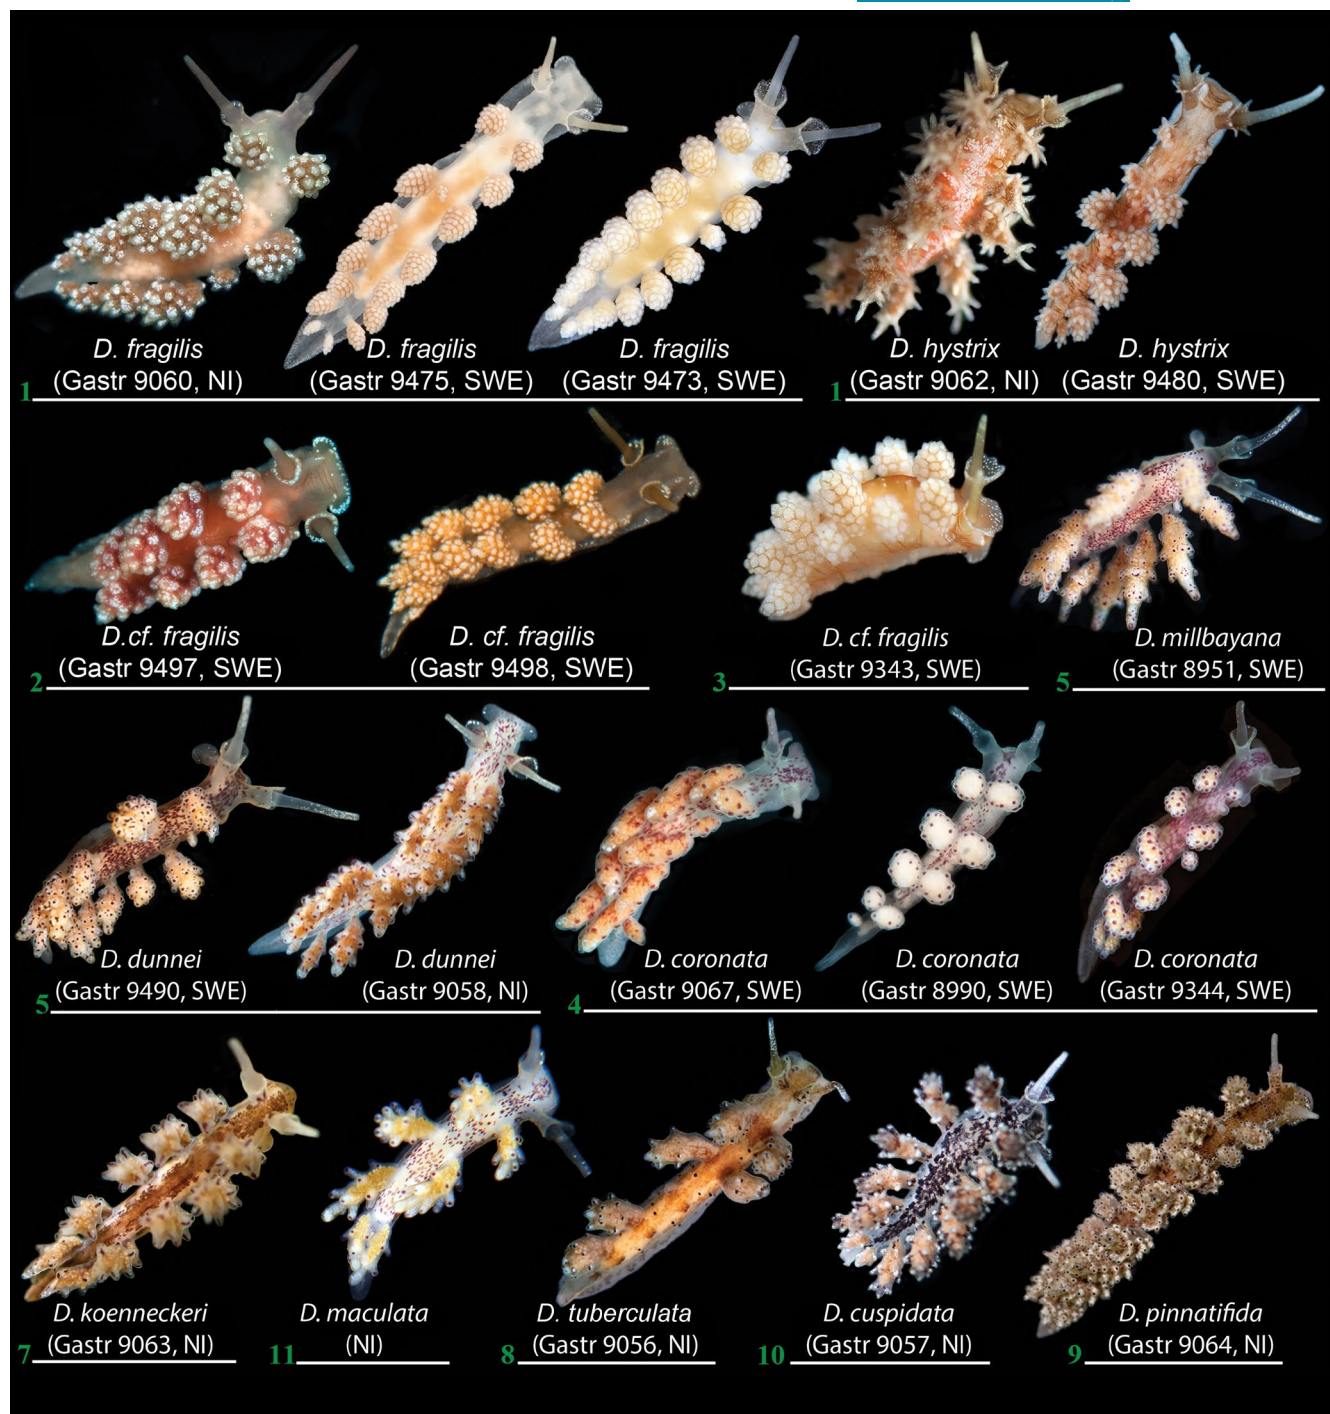 D. fragilis
(Gastr 9060, NI)
D. fragilis
(Gastr 9475, SWE)
D. fragilis
(Gastr 9473, SWE)
1
D. hystrix
(Gastr 9062, NI)
D. hystrix
(Gastr 9480, SWE)
1
D.cf. fragilis
(Gastr 9497, SWE)
D. cf. fragilis
(Gastr 9498, SWE)
2
D. cf. fragilis
(Gastr 9343, SWE)
3
D. millbayana
(Gastr 8951, SWE)
5
D. dunnei
(Gastr 9490, SWE)
D. dunnei
(Gastr 9058, NI)
5
D. coronata
(Gastr 9067, SWE)
D. coronata
(Gastr 8990, SWE)
D. coronata
(Gastr 9344, SWE)
4
D. koenneckeri
(Gastr 9063, NI)
7
D. maculata
(NI)
11
D. tuberculata
(Gastr 9056, NI)
8
D. cuspidata
(Gastr 9057, NI)
10
D. pinnatifida
(Gastr 9064, NI)
9